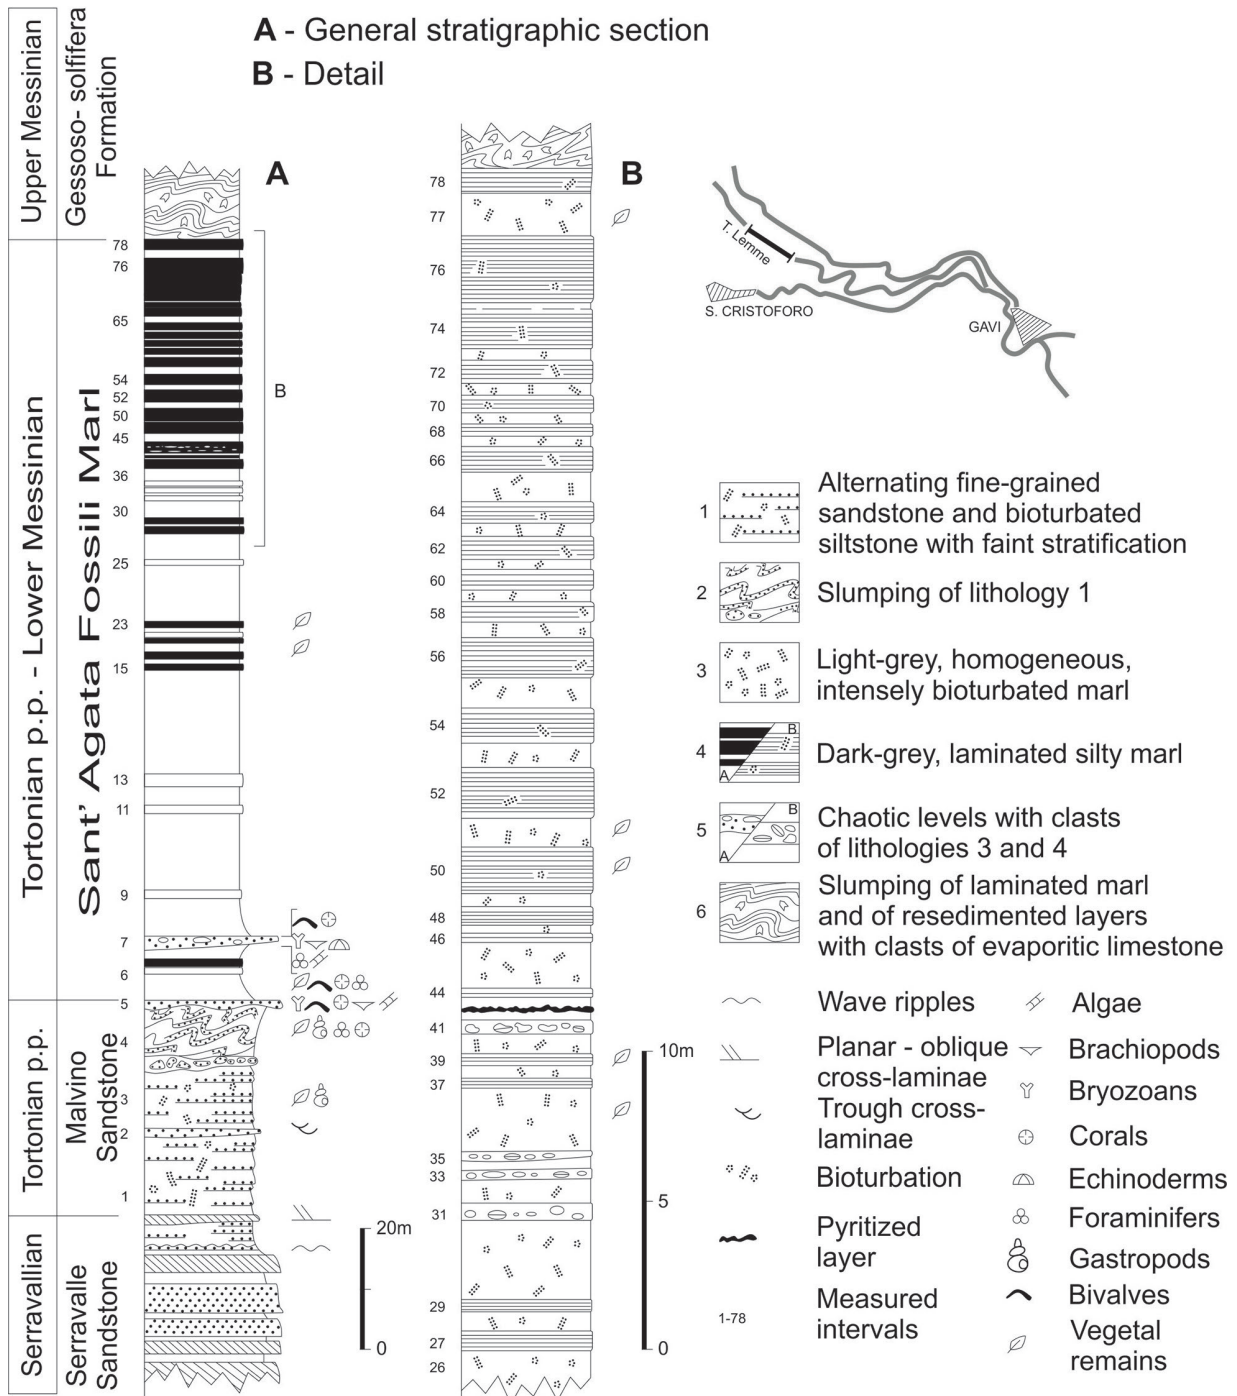 A - General stratigraphic section
B - Detail
Upper Messinian
Gessoso- solfifera
Formation
Tortonian p.p. - Lower Messinian
Sant' Agata Fossili Marl
Tortonian p.p.
Malvino
Sandstone
Serravallian
Serravalle
Sandstone
A
78
76
65
54
52
50
45
36
30
25
23
15
13
11
9
7
6
5
4
3
2
1
B
20m
0
B
78
77
76
74
72
70
68
66
64
62
60
58
56
54
52
50
48
46
44
41
39
37
35
33
31
29
27
26
10m
5
0
T. Lemme
S. CRISTOFORO
GAVI
1
Alternating fine-grained
sandstone and bioturbated
siltstone with faint stratification
2
Slumping of lithology 1
3
Light-grey, homogeneous,
intensely bioturbated marl
4
A
B
Dark-grey, laminated silty marl
5
A
B
Chaotic levels with clasts
of lithologies 3 and 4
6
Slumping of laminated marl
and of resedimented layers
with clasts of evaporitic limestone
Wave ripples
Planar - oblique
cross-laminae
Trough cross-
laminae
Bioturbation
Pyritized
layer
1-78
Measured
intervals
Algae
Brachiopods
Bryozoans
Corals
Echinoderms
Foraminifers
Gastropods
Bivalves
Vegetal
remains